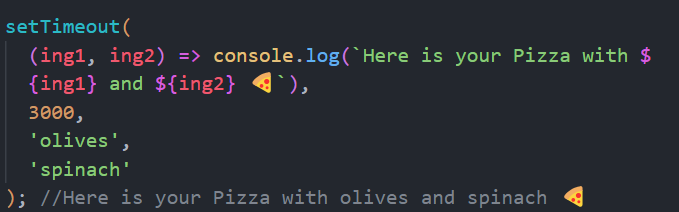 setTimeout(
(ing1, ing2) => console.log(`Here is your Pizza with $
{ing1} and ${ing2} 🍕`),
3000,
'olives',
'spinach'
); //Here is your Pizza with olives and spinach 🍕